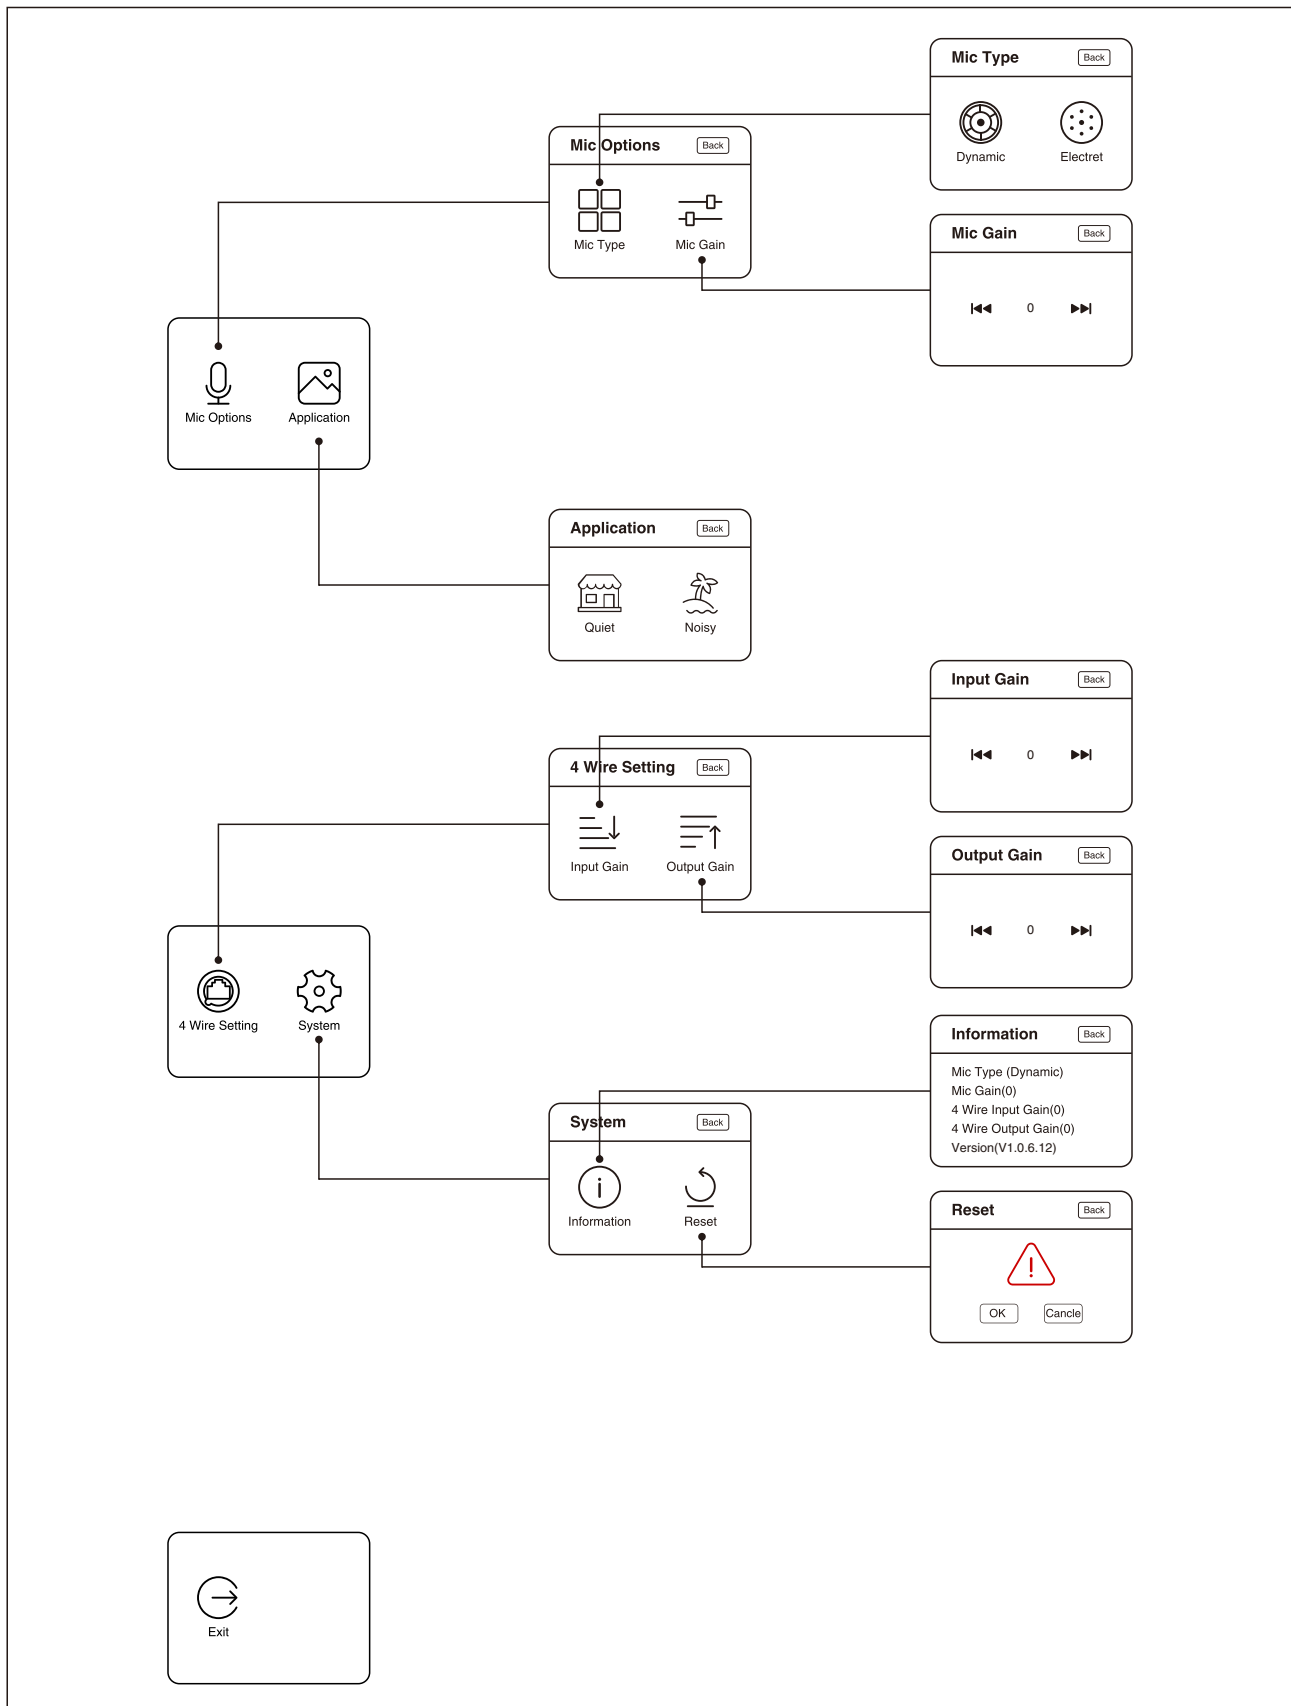 Mic Type Back
Dynamic Electret
Mic Options Back
Mic Type Mic Gain
Mic Gain Back
0
Mic Options Application
Application Back
Quiet Noisy
Input Gain Back
0
4 Wire Setting Back
Input Gain Output Gain
Output Gain Back
0
4 Wire Setting System
Information Back
Mic Type (Dynamic)
Mic Gain(0)
4 Wire Input Gain(0)
4 Wire Output Gain(0)
Version(V1.0.6.12)
System Back
Information Reset
Reset Back
OK Cancle
Exit